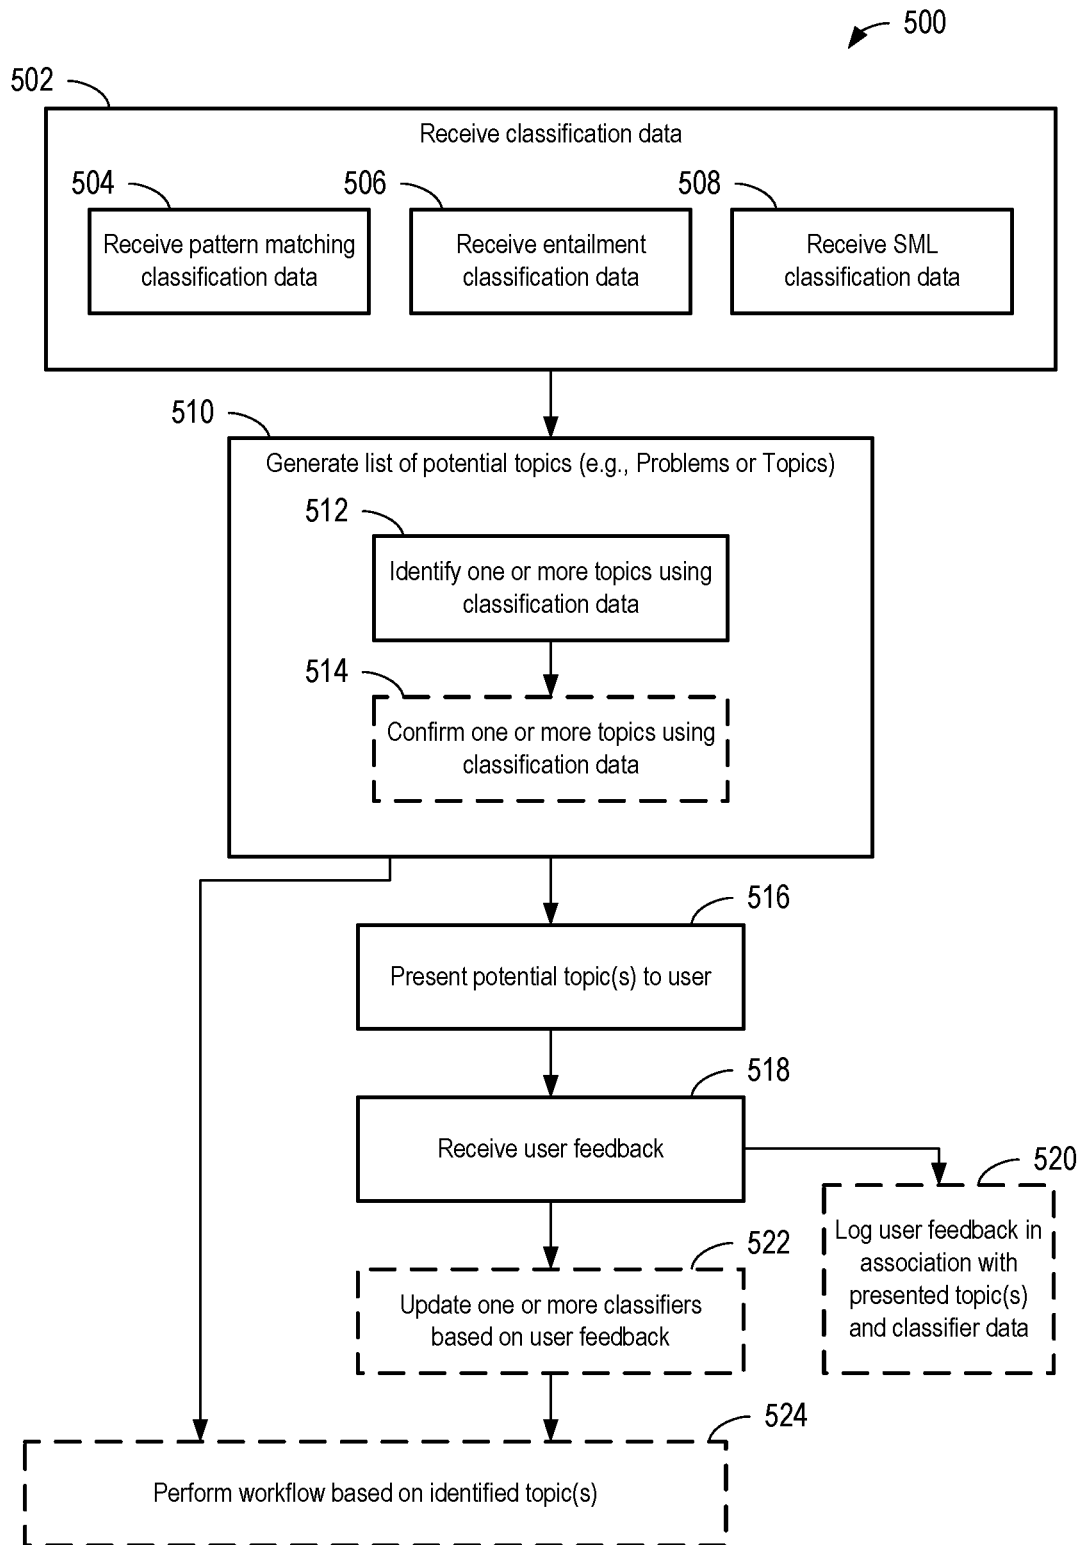 500
502
Receive classification data
504
Receive pattern matching
classification data
506
Receive entailment
classification data
508
Receive SML
classification data
510
Generate list of potential topics (e.g., Problems or Topics)
512
Identify one or more topics using
classification data
514
Confirm one or more topics using
classification data
516
Present potential topic(s) to user
518
Receive user feedback
520
Log user feedback in
association with
presented topic(s)
and classifier data
522
Update one or more classifiers
based on user feedback
524
Perform workflow based on identified topic(s)